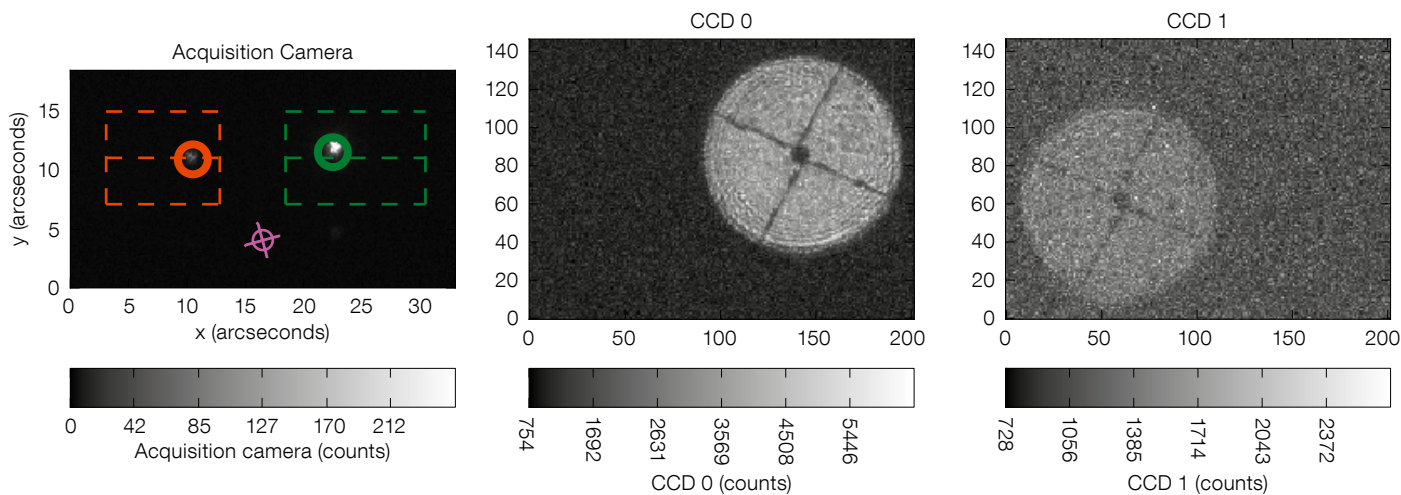 Acquisition Camera
15
10
5
0
y (arcseconds)
0 5 10 15 20 25 30
x (arcseconds)
0 42 85 127 170 212
Acquisition camera (counts)
CCD 0
140
120
100
80
60
40
20
0
0 50 100 150 200
754 1692 2631 3569 4508 5446
CCD 0 (counts)
CCD 1
140
120
100
80
60
40
20
0
0 50 100 150 200
728 1056 1385 1714 2043 2372
CCD 1 (counts)